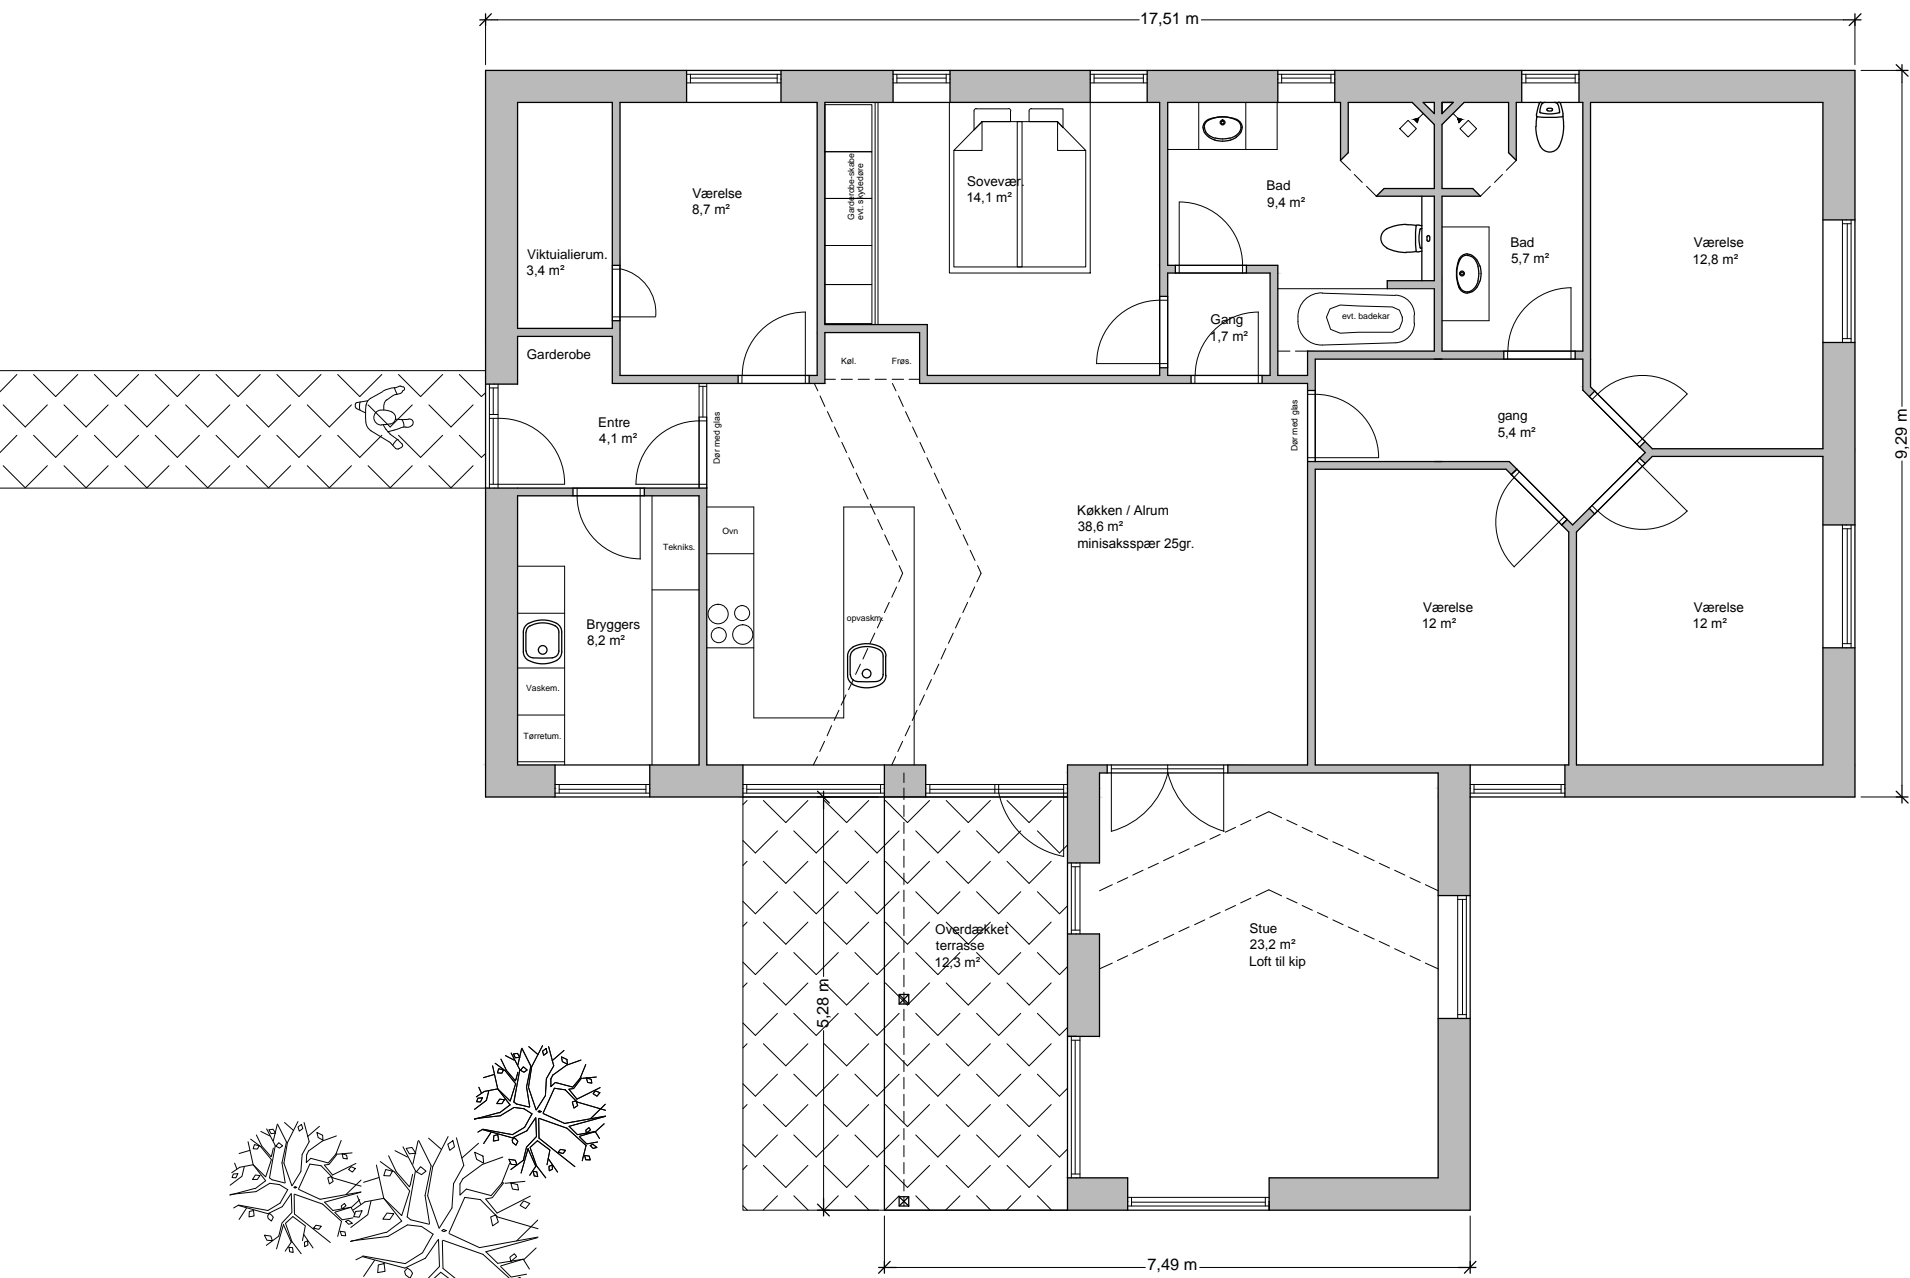 17,51 m
Værelse
8,7 m²
Garderobe-skabe
evt. skydedøre
Sovevær.
14,1 m²
Bad
9,4 m²
Bad
5,7 m²
Værelse
12,8 m²
Viktuialierum.
3,4 m²
Gang
1,7 m²
evt. badekar
Garderobe
Køl.
Frøs.
Entre
4,1 m²
Dør med glas
Dør med glas
gang
5,4 m²
9,29 m
Køkken / Alrum
38,6 m²
minisaksspær 25gr.
Ovn
Tekniks.
opvaskm.
Bryggers
8,2 m²
Vaskem.
Tørretum.
Værelse
12 m²
Værelse
12 m²
Overdækket
terrasse
12,3 m²
5,28 m
Stue
23,2 m²
Loft til kip
7,49 m